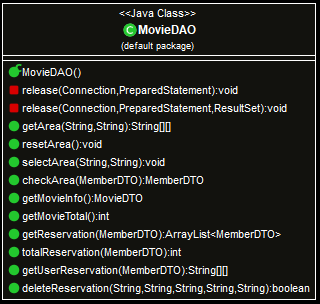 <<Java Class>>
MovieDAO
(default package)
MovieDAO()
release(Connection,PreparedStatement):void
release(Connection,PreparedStatement,ResultSet):void
getArea(String,String):String[][]
resetArea():void
selectArea(String,String):void
checkArea(MemberDTO):MemberDTO
getMovieInfo():MovieDTO
getMovieTotal():int
getReservation(MemberDTO):ArrayList<MemberDTO>
totalReservation(MemberDTO):int
getUserReservation(MemberDTO):String[][]
deleteReservation(String,String,String,String):boolean